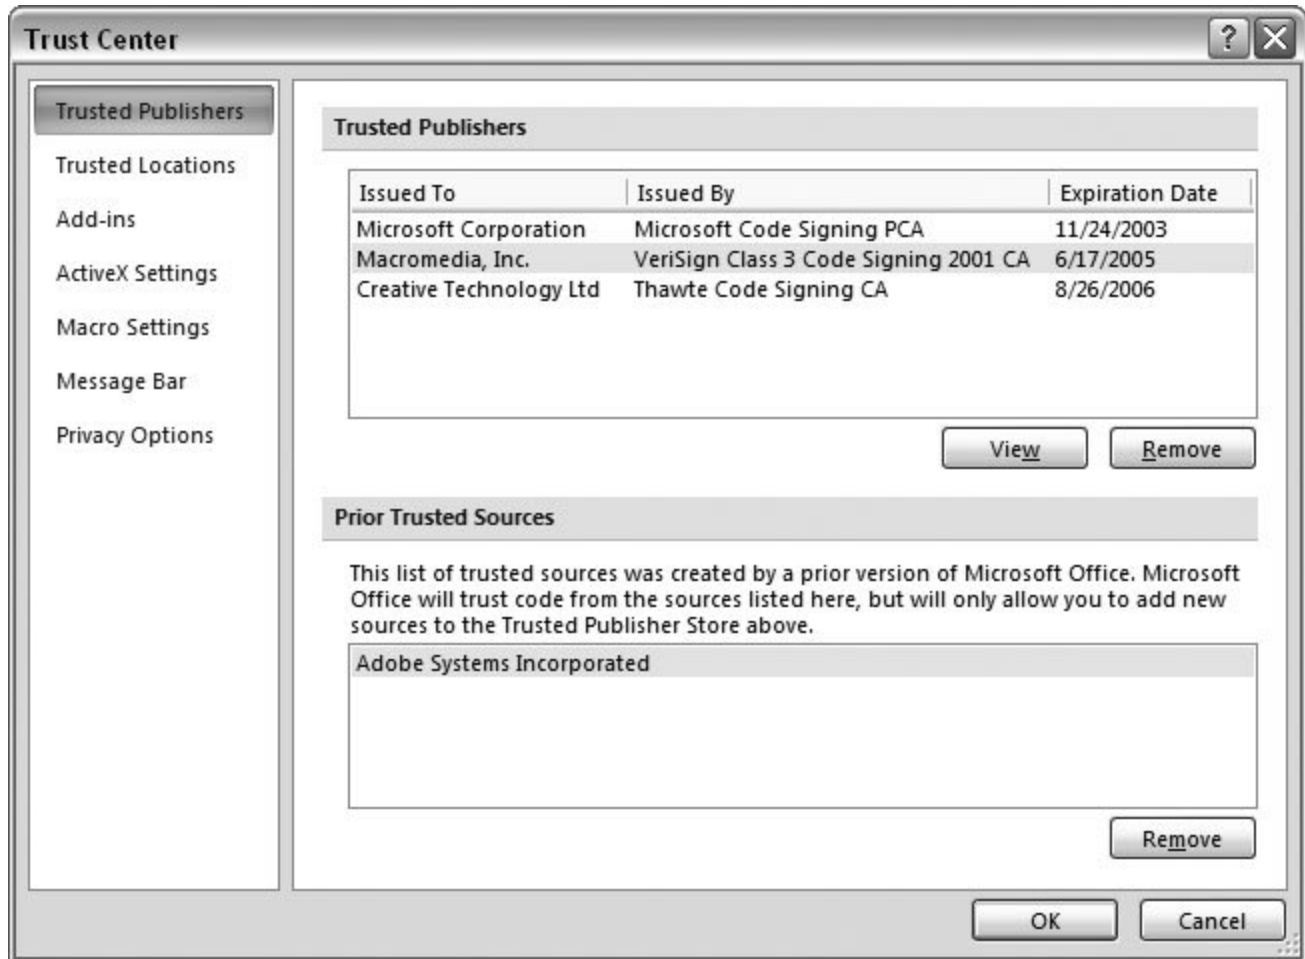 Trust Center
Trusted Publishers
Trusted Locations
Add-ins
ActiveX Settings
Macro Settings
Message Bar
Privacy Options
Trusted Publishers
Issued To Issued By Expiration Date
Microsoft Corporation Microsoft Code Signing PCA 11/24/2003
Macromedia, Inc. VeriSign Class 3 Code Signing 2001 CA 6/17/2005
Creative Technology Ltd Thawte Code Signing CA 8/26/2006
View Remove
Prior Trusted Sources
This list of trusted sources was created by a prior version of Microsoft Office. Microsoft
Office will trust code from the sources listed here, but will only allow you to add new
sources to the Trusted Publisher Store above.
Adobe Systems Incorporated
Remove
OK Cancel